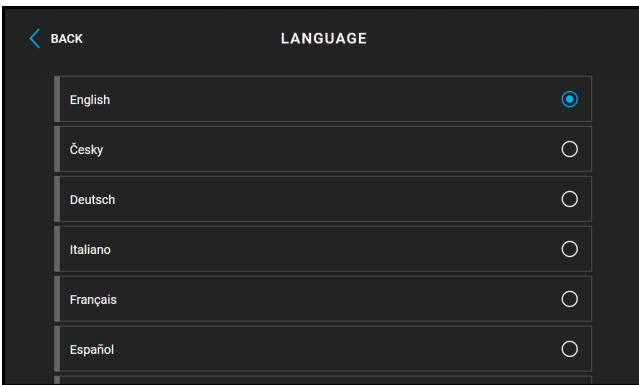 BACK
LANGUAGE
English
Česky
Deutsch
Italiano
Français
Español